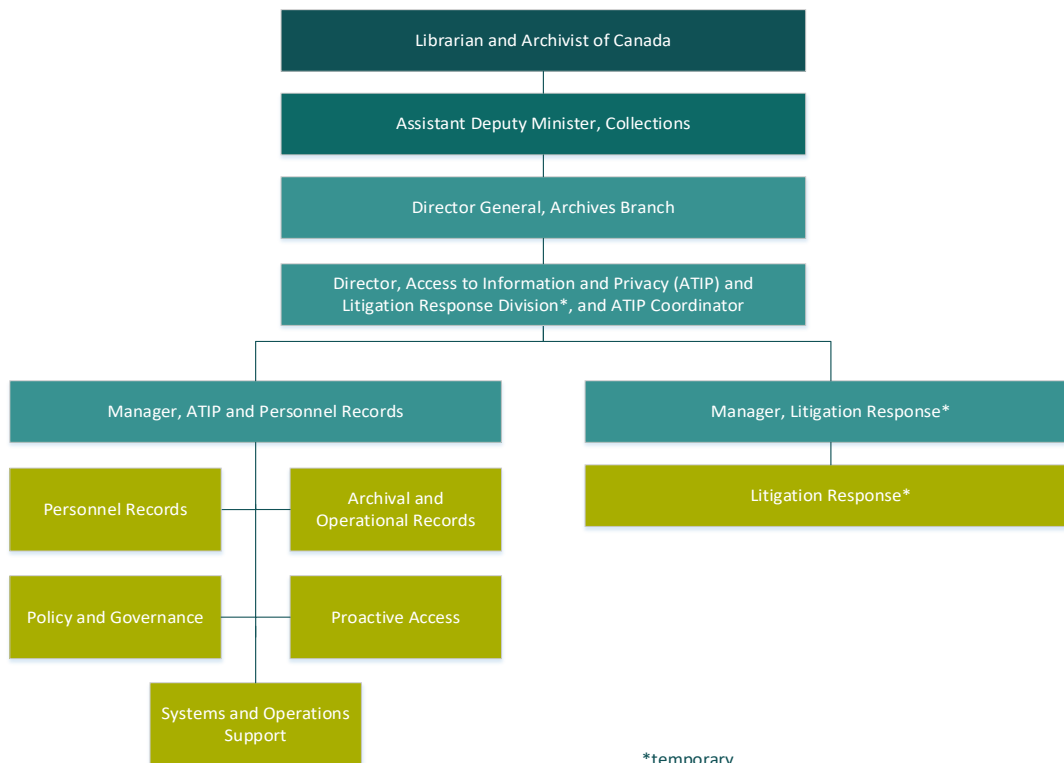 Librarian and Archivist of Canada
Assistant Deputy Minister, Collections
Director General, Archives Branch
Director, Access to Information and Privacy (ATIP) and
Litigation Response Division*, and ATIP Coordinator
Manager, ATIP and Personnel Records
Manager, Litigation Response*
Personnel Records
Archival and
Operational Records
Litigation Response*
Policy and Governance
Proactive Access
Systems and Operations
Support
*temporary